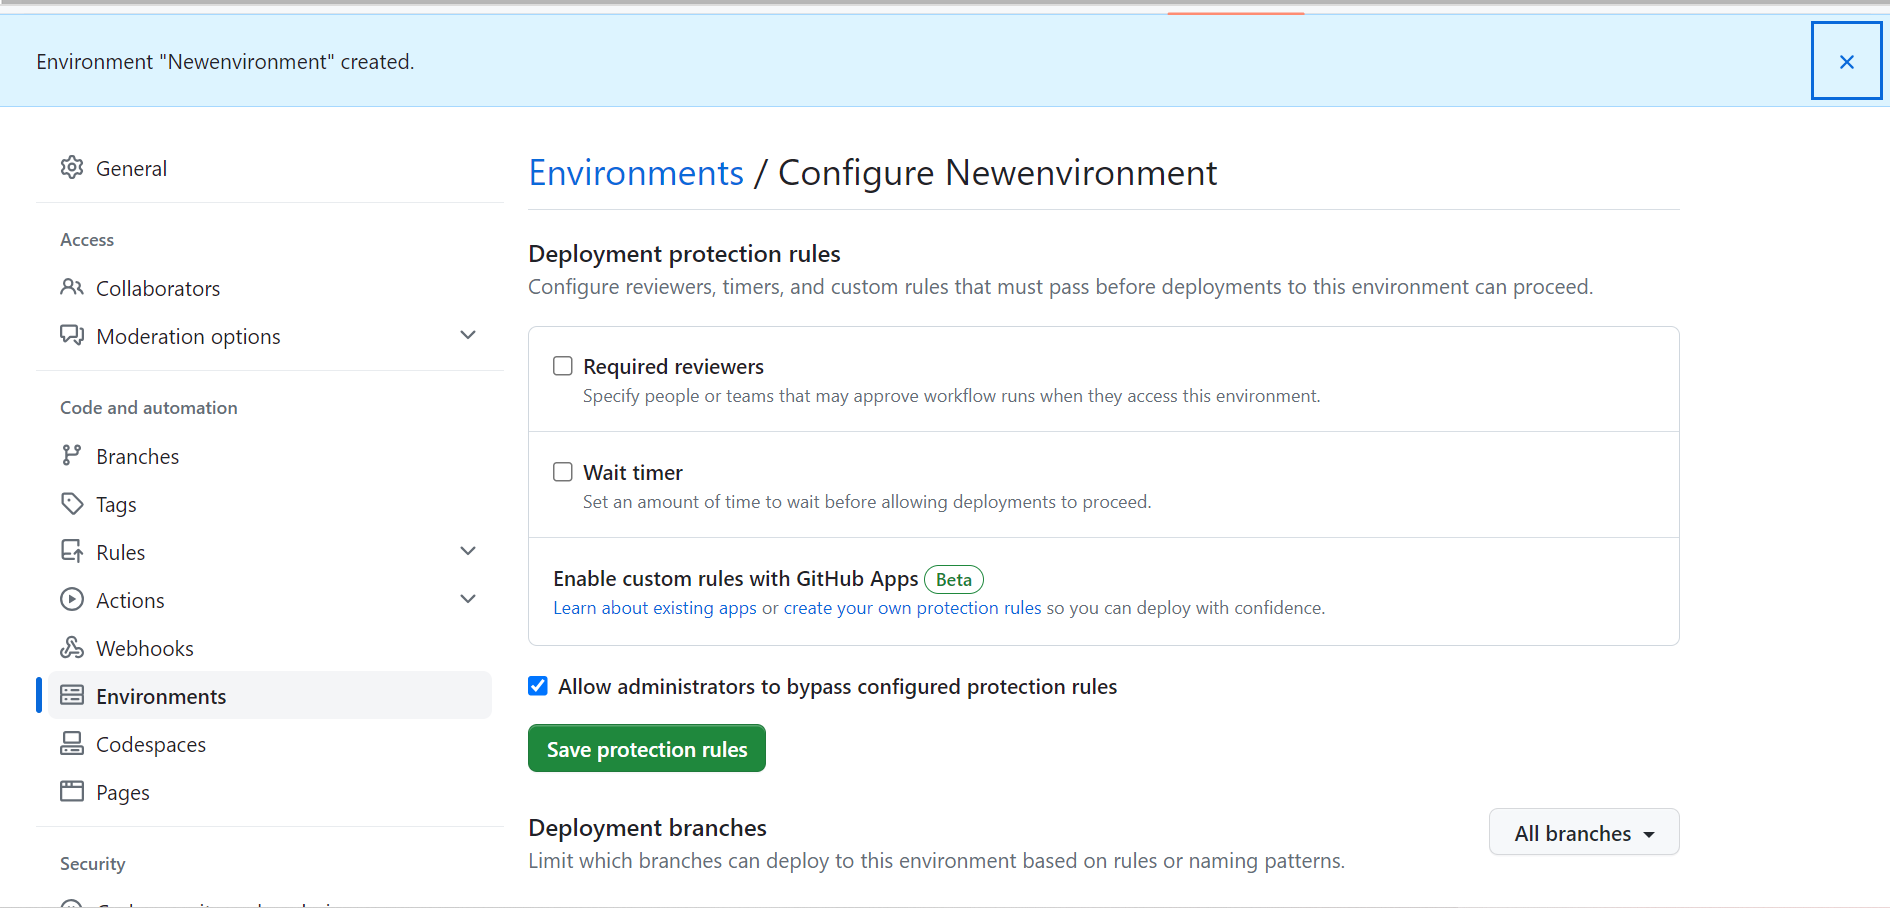 Environment "Newenvironment" created.
General
Access
Collaborators
Moderation options
Code and automation
Branches
Tags
Rules
Actions
Webhooks
Environments
Codespaces
Pages
Security
Environments / Configure Newenvironment
Deployment protection rules
Configure reviewers, timers, and custom rules that must pass before deployments to this environment can proceed.
Required reviewers
Specify people or teams that may approve workflow runs when they access this environment.
Wait timer
Set an amount of time to wait before allowing deployments to proceed.
Enable custom rules with GitHub Apps Beta
Learn about existing apps or create your own protection rules so you can deploy with confidence.
Allow administrators to bypass configured protection rules
Save protection rules
Deployment branches
Limit which branches can deploy to this environment based on rules or naming patterns.
All branches